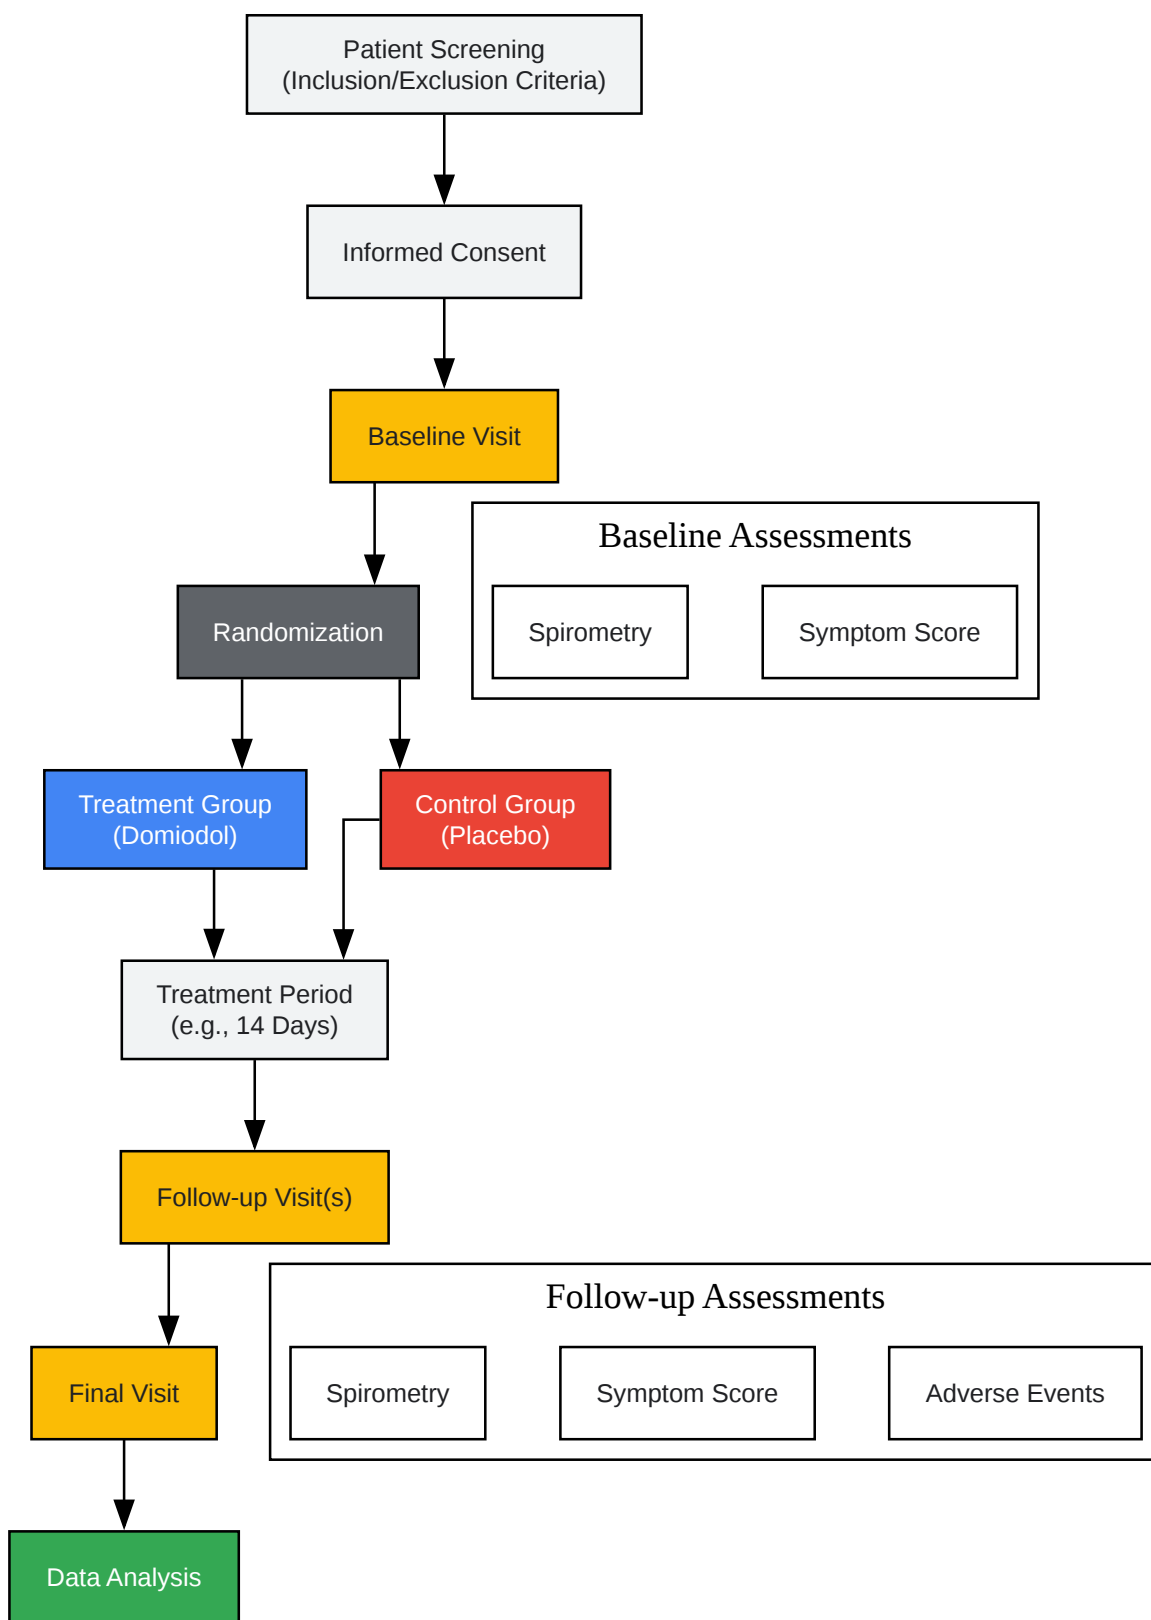 Patient Screening
(Inclusion/Exclusion Criteria)
Informed Consent
Baseline Visit
Baseline Assessments
Randomization
Spirometry
Symptom Score
Treatment Group
(Domiodol)
Control Group
(Placebo)
Treatment Period
(e.g., 14 Days)
Follow-up Visit(s)
Follow-up Assessments
Final Visit
Spirometry
Symptom Score
Adverse Events
Data Analysis